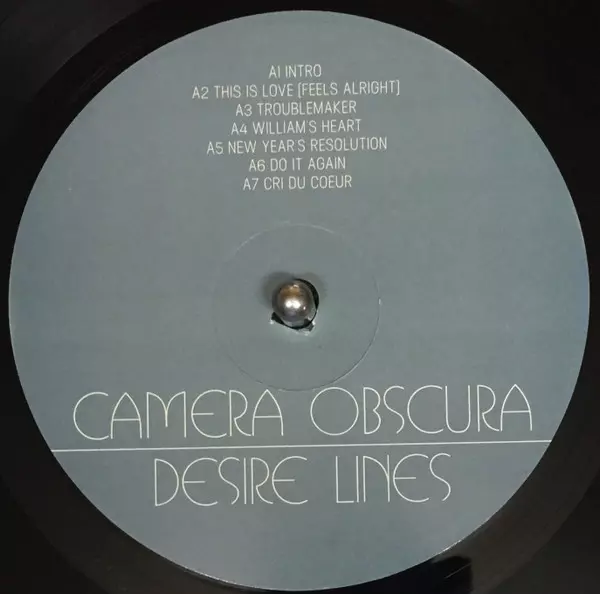 A1 INTRO
A2 THIS IS LOVE [FEELS ALRIGHT]
A3 TROUBLEMAKER
A4 WILLIAM'S HEART
A5 NEW YEAR'S RESOLUTION
A6 DO IT AGAIN
A7 CRI DU COEUR
CAMERA OBSCURA
DESIRE LINES